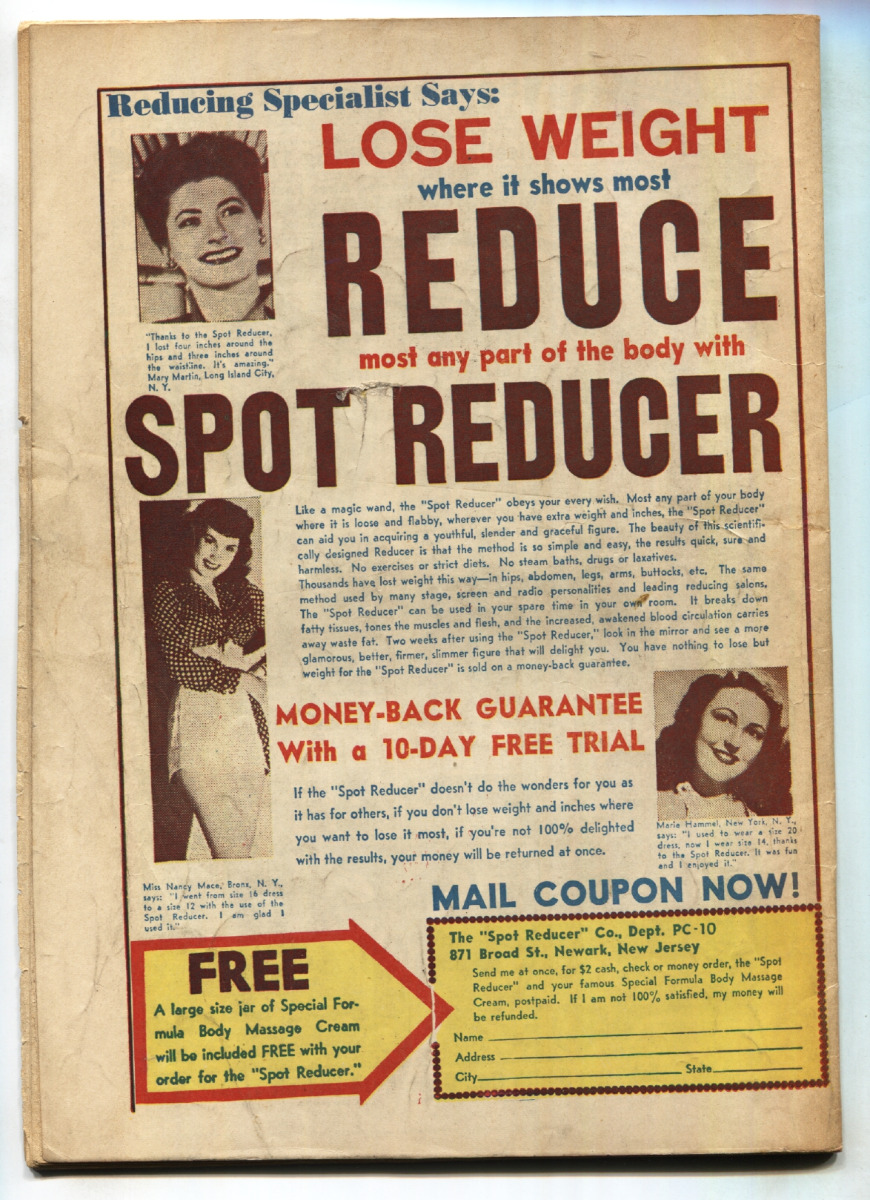 Reducing Specialist Says:
LOSE WEIGHT
where it shows most
REDUCE
most any part of the body with
"Thanks to the Spot Reducer,
I lost four inches around the
hips and three inches around
the waistline. It's amazing."
Mary Martin, Long Island City,
N. Y.
SPOT REDUCER
Like a magic wand, the "Spot Reducer" obeys your every wish. Most any part of your body
where it is loose and flabby, wherever you have extra weight and inches, the "Spot Reducer"
can aid you in acquiring a youthful, slender and graceful figure. The beauty of this scientifi-
cally designed Reducer is that the method is so simple and easy, the results quick, sure and
harmless. No exercises or strict diets. No steam baths, drugs or laxatives.
Thousands have lost weight this way—in hips, abdomen, legs, arms, buttocks, etc. The same
method used by many stage, screen and radio personalities and leading reducing salons.
The "Spot Reducer" can be used in your spare time in your own room. It breaks down
fatty tissues, tones the muscles and flesh, and the increased, awakened blood circulation carries
away waste fat. Two weeks after using the "Spot Reducer," look in the mirror and see a more
glamorous, better, firmer, slimmer figure that will delight you. You have nothing to lose but
weight for the "Spot Reducer" is sold on a money-back guarantee.
MONEY-BACK GUARANTEE
With a 10-DAY FREE TRIAL
If the "Spot Reducer" doesn't do the wonders for you as
it has for others, if you don't lose weight and inches where
you want to lose it most, if you're not 100% delighted
with the results, your money will be returned at once.
Marie Hammel, New York, N. Y.,
says: "I used to wear a size 20
dress, now I wear size 14, thanks
to the Spot Reducer. It was fun
and I enjoyed it."
Miss Nancy Mace, Bronx, N. Y.,
says: "I went from size 16 dress
to a size 12 with the use of the
Spot Reducer. I am glad I
used it."
MAIL COUPON NOW!
FREE
A large size jar of Special For-
mula Body Massage Cream
will be included FREE with your
order for the "Spot Reducer."
The "Spot Reducer" Co., Dept. PC-10
871 Broad St., Newark, New Jersey
Send me at once, for $2 cash, check or money order, the "Spot
Reducer" and your famous Special Formula Body Massage
Cream, postpaid. If I am not 100% satisfied, my money will
be refunded.
Name
Address
City State